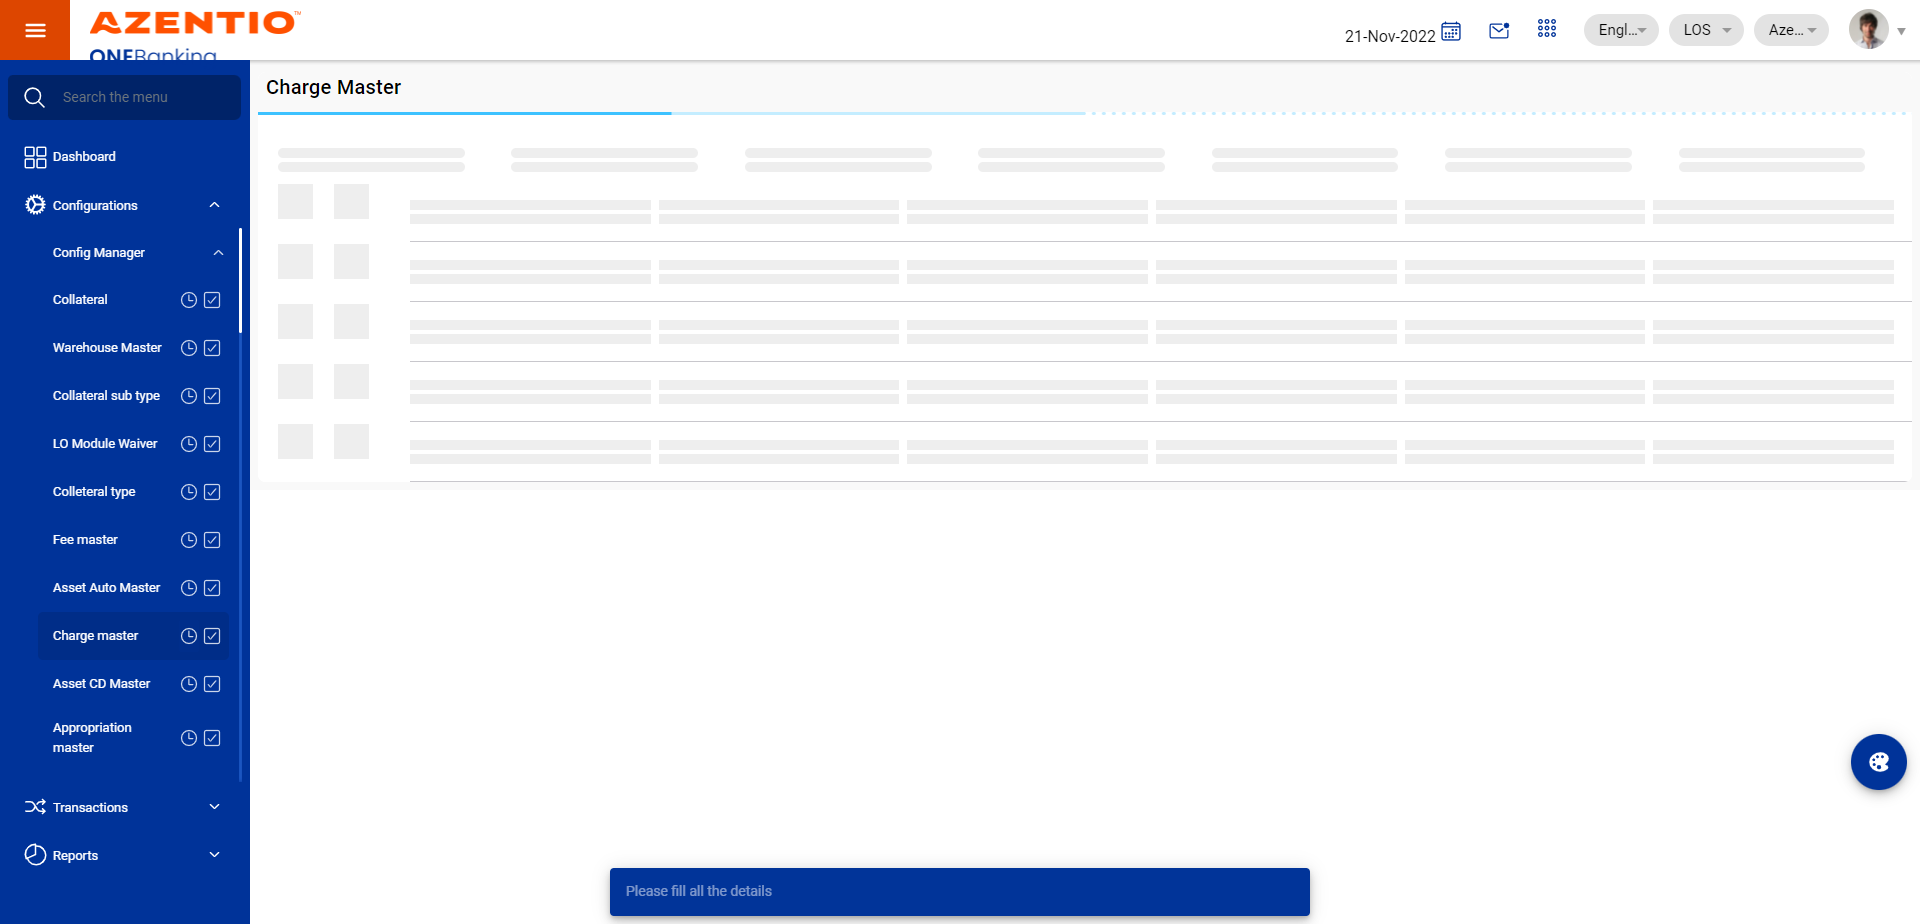 AZENTIO™
ONEBanking
21-Nov-2022
Engl...
LOS
Aze...
Search the menu
Dashboard
Configurations
Config Manager
Collateral
Warehouse Master
Collateral sub type
LO Module Waiver
Colleteral type
Fee master
Asset Auto Master
Charge master
Asset CD Master
Appropriation
master
Transactions
Reports
Charge Master
Please fill all the details